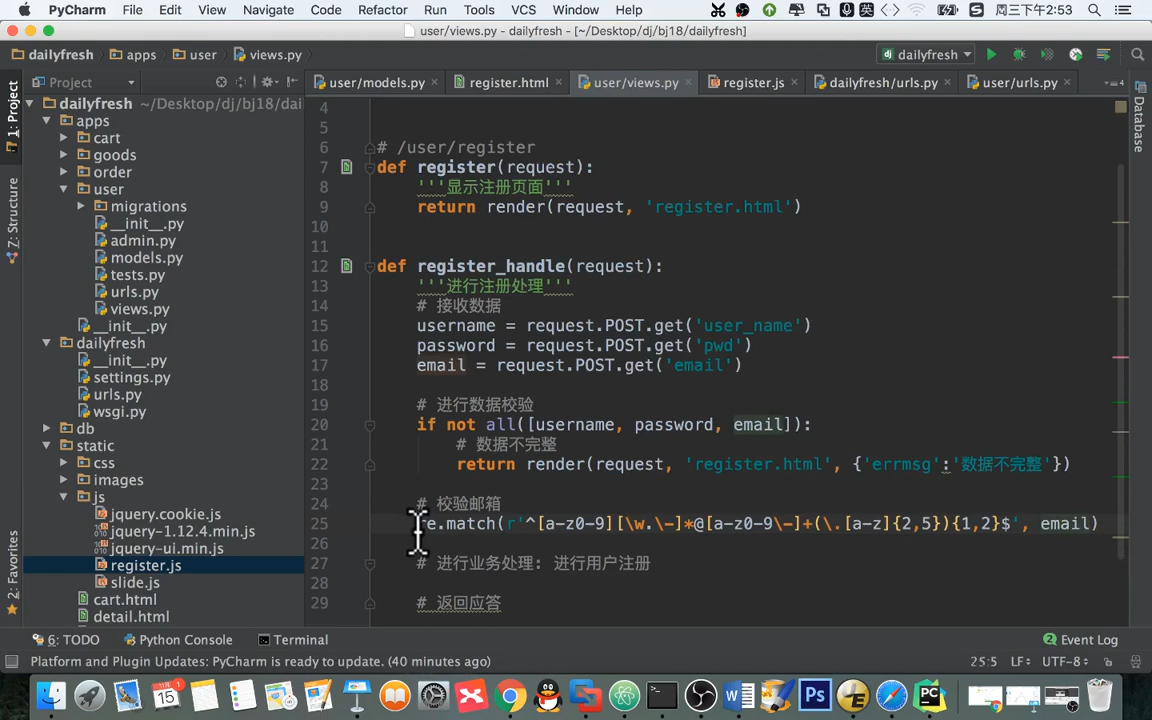 PyCharm File Edit View Navigate Code Refactor Run Tools VCS Window Help 英 周三下午2:53
user/views.py - dailyfresh - [~/Desktop/dj/bj18/dailyfresh]
dailyfresh apps user views.py dailyfresh
Project user/models.py register.html user/views.py register.js dailyfresh/urls.py user/urls.py
1: Project
7: Structure
2: Favorites
Database
dailyfresh ~/Desktop/dj/bj18/dai
apps
cart
goods
order
user
migrations
__init__.py
admin.py
models.py
tests.py
urls.py
views.py
__init__.py
dailyfresh
__init__.py
settings.py
urls.py
wsgi.py
db
static
css
images
js
jquery.cookie.js
jquery-1.12.4.min.js
jquery-ui.min.js
register.js
slide.js
cart.html
detail.html
4
5
6 # /user/register
7 def register(request):
8 '''显示注册页面'''
9 return render(request, 'register.html')
10
11
12 def register_handle(request):
13 '''进行注册处理'''
14 # 接收数据
15 username = request.POST.get('user_name')
16 password = request.POST.get('pwd')
17 email = request.POST.get('email')
18
19 # 进行数据校验
20 if not all([username, password, email]):
21 # 数据不完整
22 return render(request, 'register.html', {'errmsg':'数据不完整'})
23
24 # 校验邮箱
25 re.match(r'^[a-z0-9][\w.\-]*@[a-z0-9\-]+(\.[a-z]{2,5}){1,2}$', email)
26
27 # 进行业务处理: 进行用户注册
28
29 # 返回应答
6: TODO Python Console Terminal 2 Event Log
Platform and Plugin Updates: PyCharm is ready to update. (40 minutes ago) 25:5 LF÷ UTF-8÷